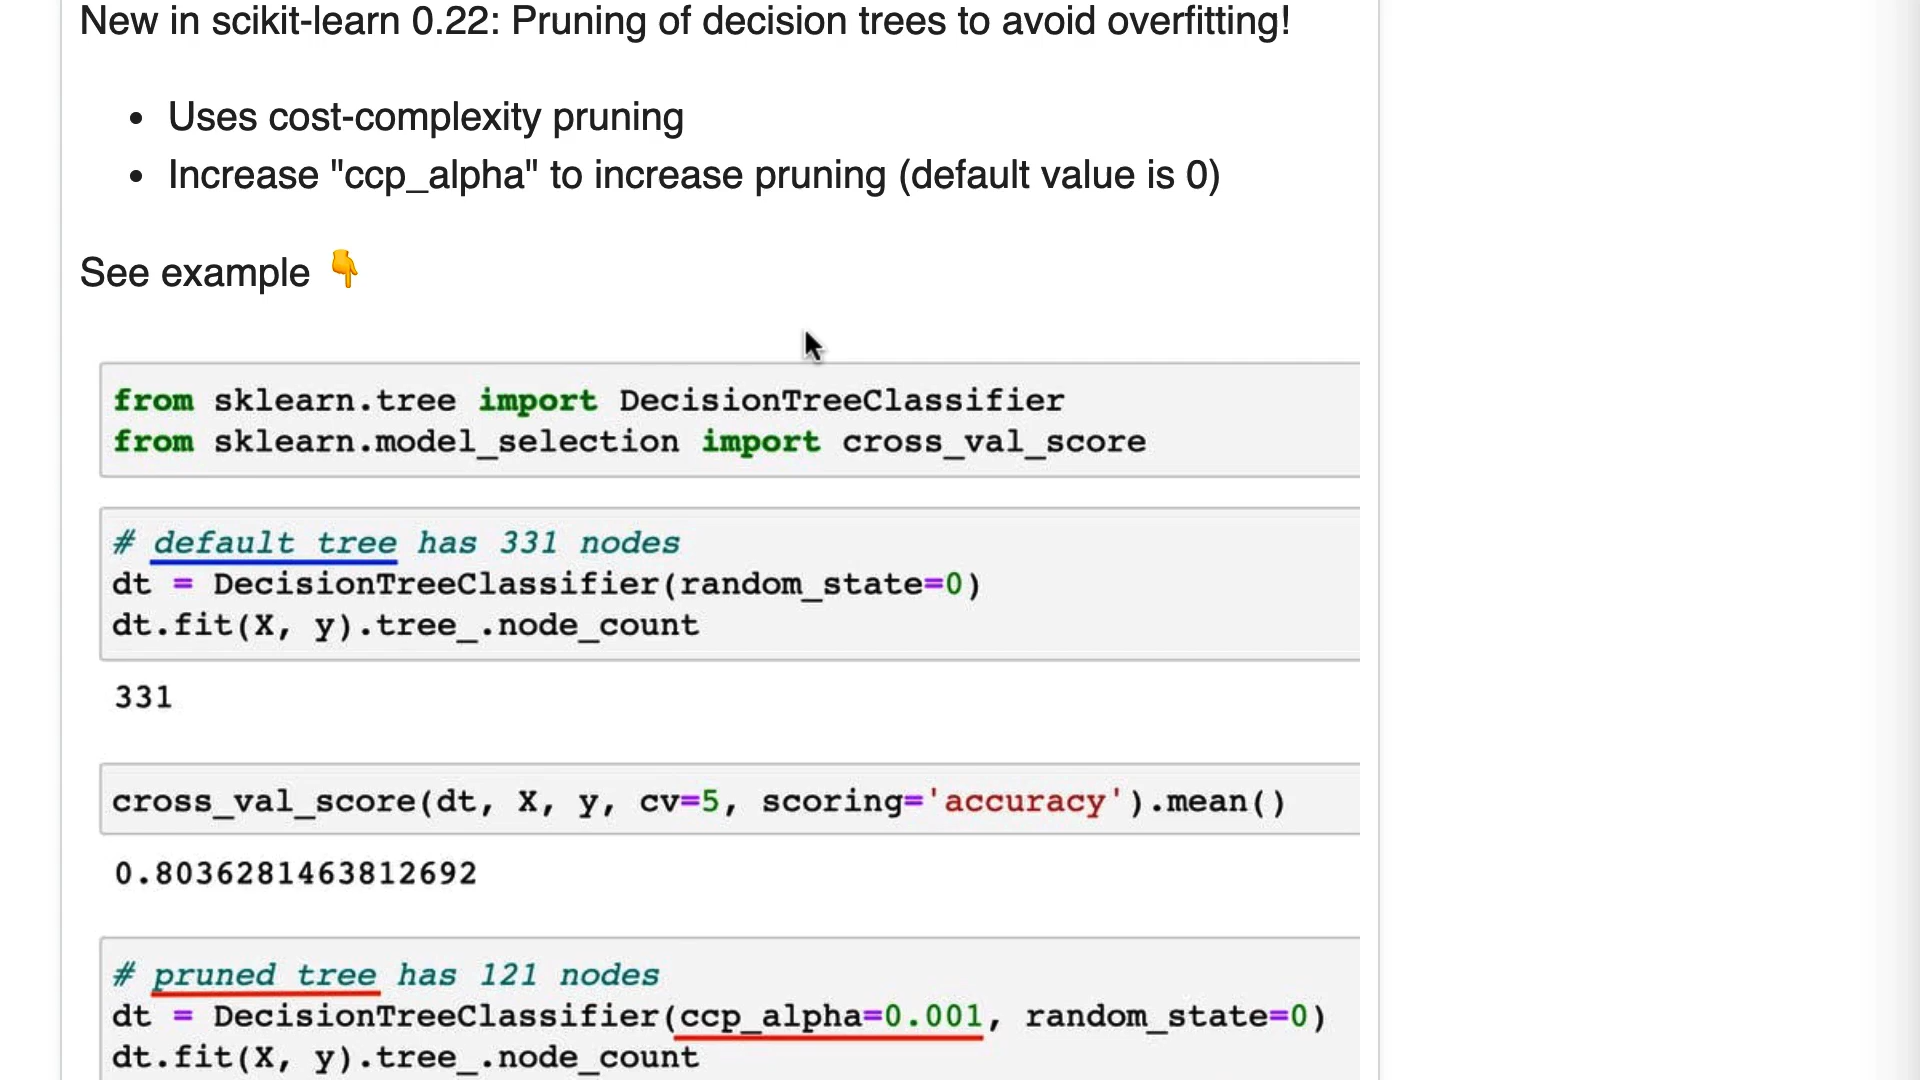 New in scikit-learn 0.22: Pruning of decision trees to avoid overfitting!
• Uses cost-complexity pruning
• Increase "ccp_alpha" to increase pruning (default value is 0)
See example 👇
from sklearn.tree import DecisionTreeClassifier
from sklearn.model_selection import cross_val_score
# default tree has 331 nodes
dt = DecisionTreeClassifier(random_state=0)
dt.fit(X, y).tree_.node_count
331
cross_val_score(dt, X, y, cv=5, scoring='accuracy').mean()
0.8036281463812692
# pruned tree has 121 nodes
dt = DecisionTreeClassifier(ccp_alpha=0.001, random_state=0)
dt.fit(X, y).tree_.node_count